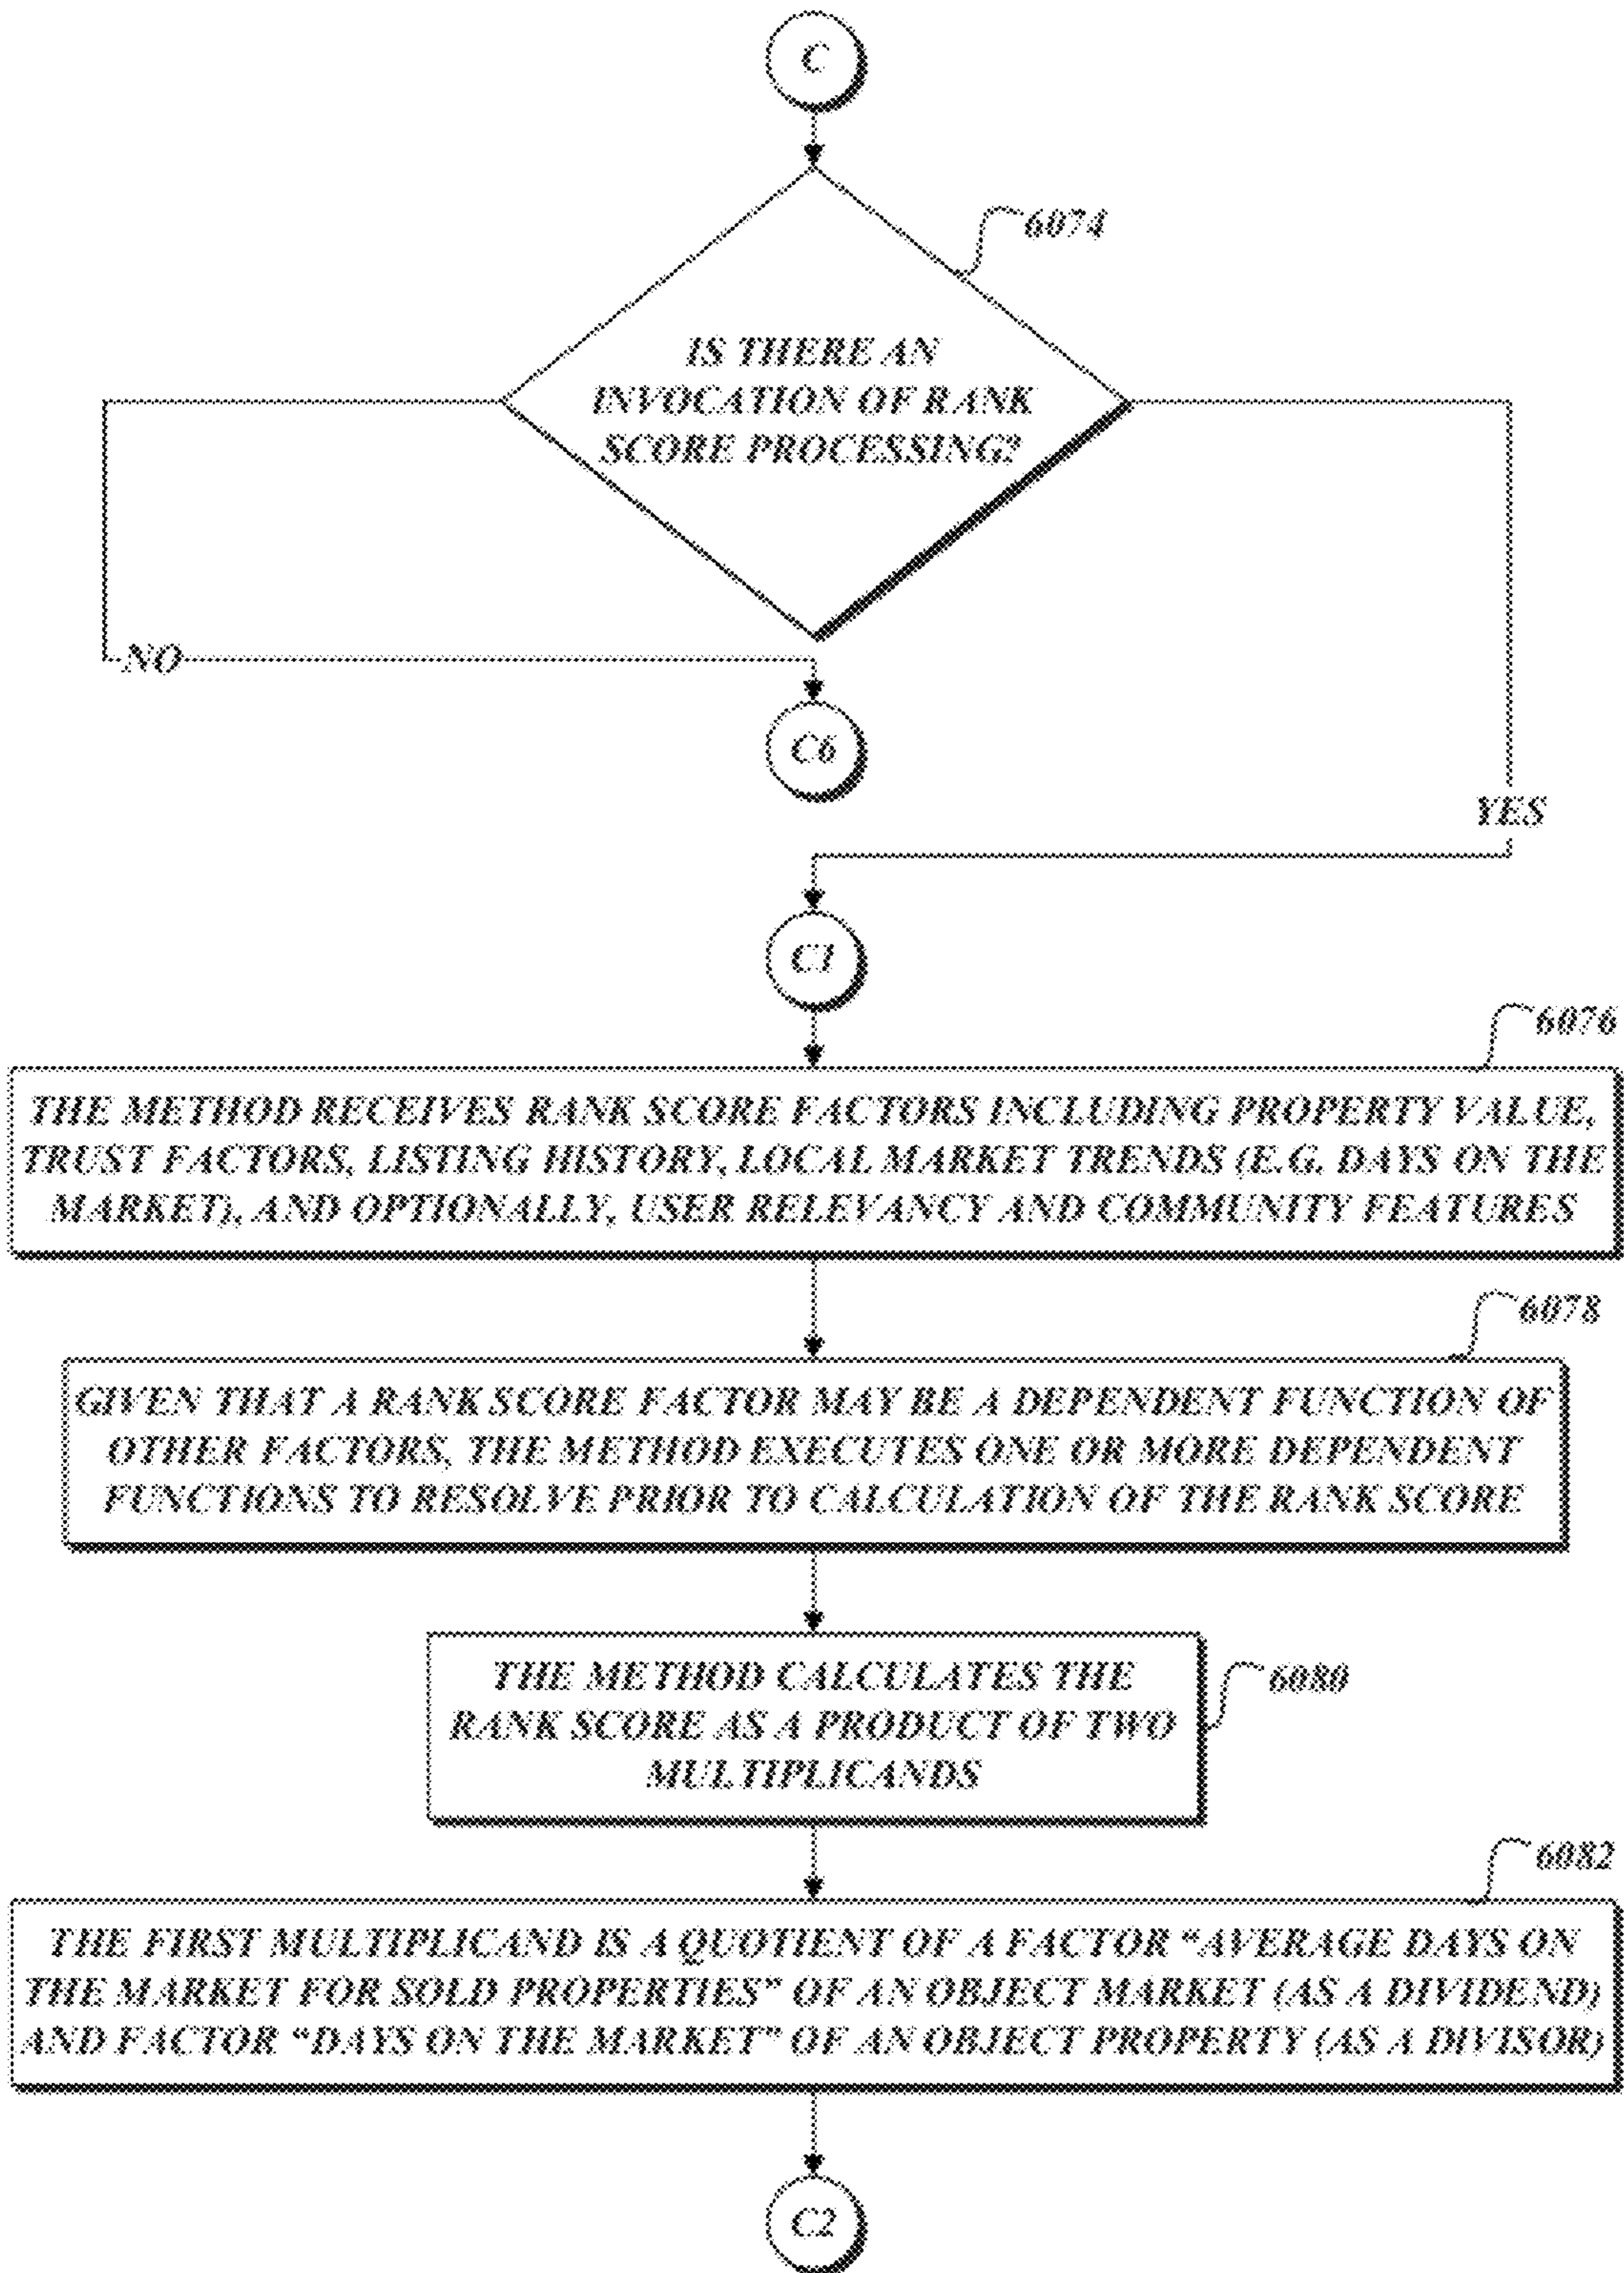 C
6074
IS THERE AN
INVOCATION OF RANK
SCORE PROCESSING?
NO
C6
YES
C1
6076
THE METHOD RECEIVES RANK SCORE FACTORS INCLUDING PROPERTY VALUE,
TRUST FACTORS, LISTING HISTORY, LOCAL MARKET TRENDS (E.G. DAYS ON THE
MARKET), AND OPTIONALLY, USER RELEVANCY AND COMMUNITY FEATURES
6078
GIVEN THAT A RANK SCORE FACTOR MAY BE A DEPENDENT FUNCTION OF
OTHER FACTORS, THE METHOD EXECUTES ONE OR MORE DEPENDENT
FUNCTIONS TO RESOLVE PRIOR TO CALCULATION OF THE RANK SCORE
THE METHOD CALCULATES THE
RANK SCORE AS A PRODUCT OF TWO
MULTIPLICANDS
6080
6082
THE FIRST MULTIPLICAND IS A QUOTIENT OF A FACTOR “AVERAGE DAYS ON
THE MARKET FOR SOLD PROPERTIES” OF AN OBJECT MARKET (AS A DIVIDEND)
AND FACTOR “DAYS ON THE MARKET” OF AN OBJECT PROPERTY (AS A DIVISOR)
C2